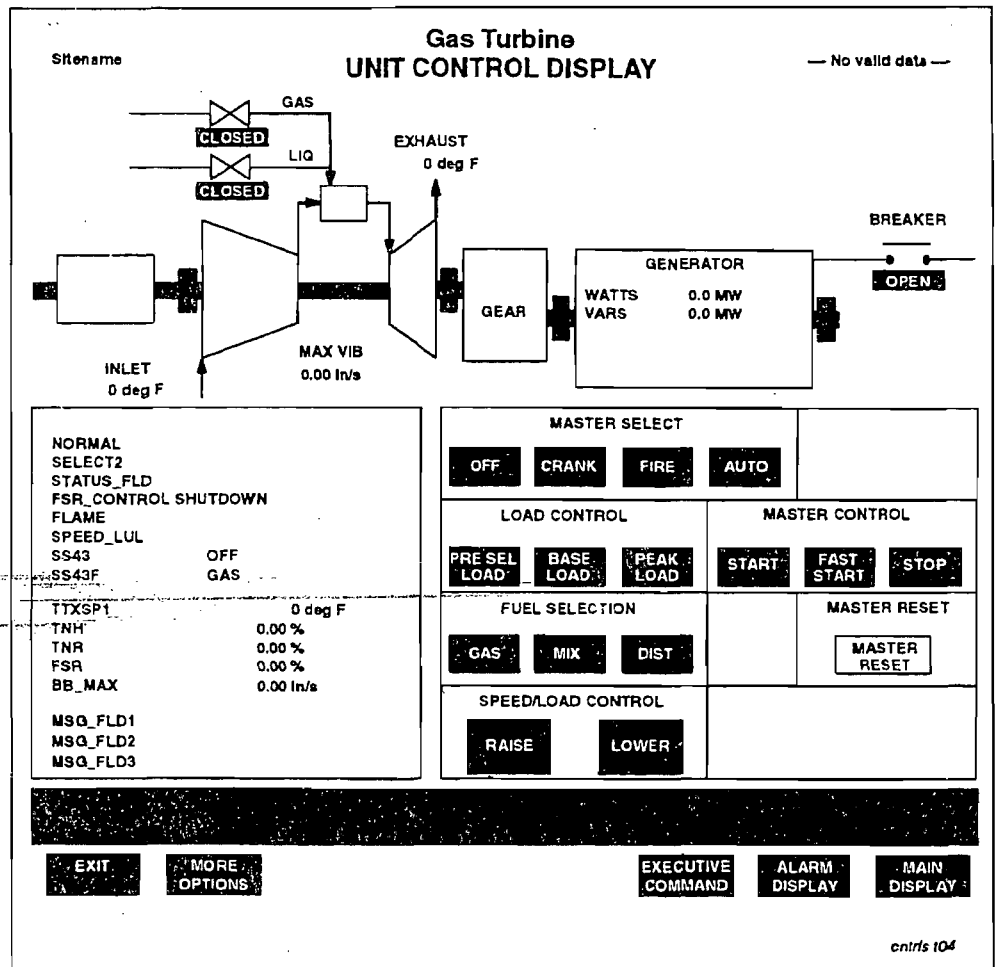 Gas Turbine
UNIT CONTROL DISPLAY
Sitename
— No valid data —
GAS
CLOSED
LIQ
CLOSED
EXHAUST
0 deg F
BREAKER
OPEN
GENERATOR
WATTS 0.0 MW
VARS 0.0 MW
GEAR
MAX VIB
0.00 in/s
INLET
0 deg F
NORMAL
SELECT2
STATUS_FLD
FSR_CONTROL SHUTDOWN
FLAME
SPEED_LUL
SS43 OFF
SS43F GAS
TTXSP1 0 deg F
TNH 0.00 %
TNR 0.00 %
FSR 0.00 %
BB_MAX 0.00 in/s
MSG_FLD1
MSG_FLD2
MSG_FLD3
MASTER SELECT
OFF CRANK FIRE AUTO
LOAD CONTROL
PRE SEL LOAD
BASE LOAD
PEAK LOAD
MASTER CONTROL
START
FAST START
STOP
FUEL SELECTION
GAS MIX DIST
MASTER RESET
MASTER RESET
SPEED/LOAD CONTROL
RAISE LOWER
EXIT
MORE OPTIONS
EXECUTIVE COMMAND
ALARM DISPLAY
MAIN DISPLAY
cntrls t04